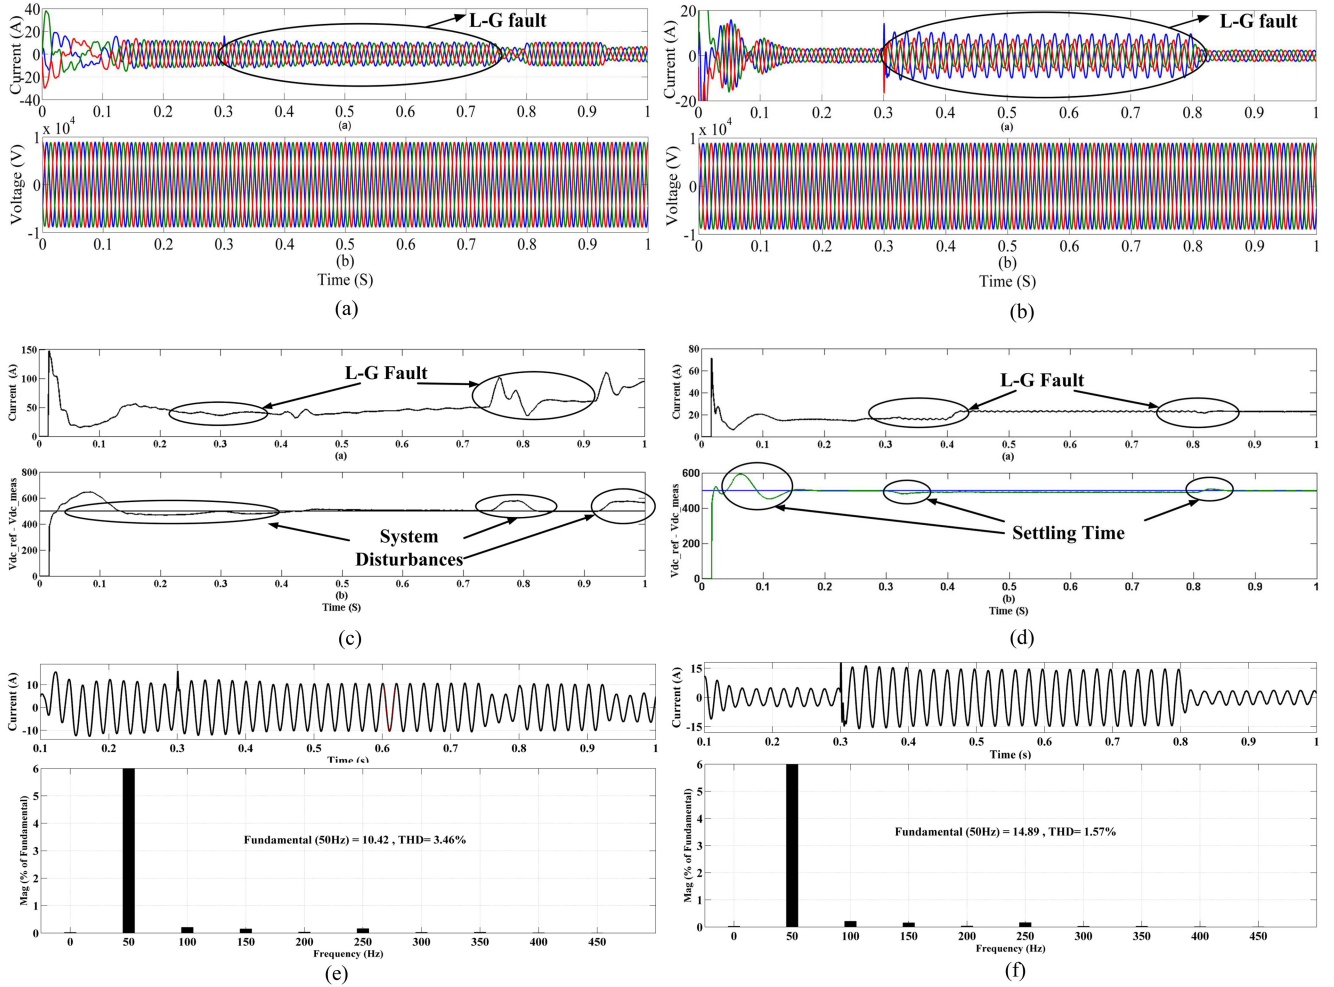 40
20
0
-20
-40
Current (A)
L-G fault
0 0.1 0.2 0.3 0.4 0.5 0.6 0.7 0.8 0.9 1
(a)
x 10^4
1
0
-1
Voltage (V)
0 0.1 0.2 0.3 0.4 0.5 0.6 0.7 0.8 0.9 1
(b)
Time (S)
(a)
20
0
-20
Current (A)
L-G fault
0 0.1 0.2 0.3 0.4 0.5 0.6 0.7 0.8 0.9 1
(a)
x 10^4
1
0
-1
Voltage (V)
0 0.1 0.2 0.3 0.4 0.5 0.6 0.7 0.8 0.9 1
(b)
Time (S)
(b)
150
100
50
0
Current (A)
L-G Fault
0 0.1 0.2 0.3 0.4 0.5 0.6 0.7 0.8 0.9 1
(a)
800
600
400
200
0
Vdc_ref - Vdc_meas
System
Disturbances
0 0.1 0.2 0.3 0.4 0.5 0.6 0.7 0.8 0.9 1
(b)
Time (S)
(c)
80
60
40
20
0
Current (A)
L-G Fault
0 0.1 0.2 0.3 0.4 0.5 0.6 0.7 0.8 0.9 1
(a)
600
400
200
0
Vdc_ref - Vdc_meas
Settling Time
0 0.1 0.2 0.3 0.4 0.5 0.6 0.7 0.8 0.9 1
(b)
Time (S)
(d)
10
0
-10
Current (A)
0.1 0.2 0.3 0.4 0.5 0.6 0.7 0.8 0.9 1
Time (s)
6
5
4
3
2
1
0
Mag (% of Fundamental)
Fundamental (50Hz) = 10.42 , THD= 3.46%
0 50 100 150 200 250 300 350 400 450
Frequency (Hz)
(e)
15
0
-15
Current (A)
0.1 0.2 0.3 0.4 0.5 0.6 0.7 0.8 0.9 1
Time (s)
6
5
4
3
2
1
0
Mag (% of Fundamental)
Fundamental (50Hz) = 14.89 , THD= 1.57%
0 50 100 150 200 250 300 350 400 450
Frequency (Hz)
(f)